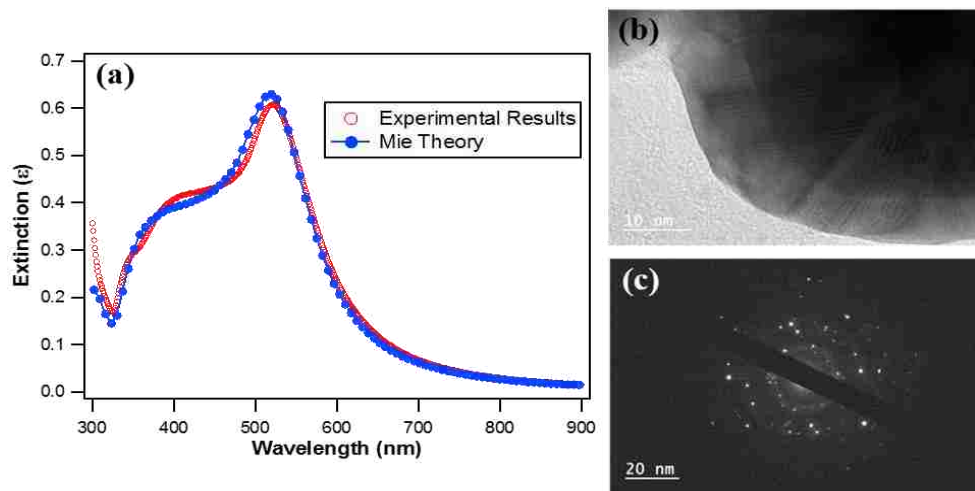 (a)
0.7
0.6
0.5
0.4
0.3
0.2
0.1
0.0
Extinction (ε)
Experimental Results
Mie Theory
300 400 500 600 700 800 900
Wavelength (nm)
(b)
10 nm
(c)
20 nm